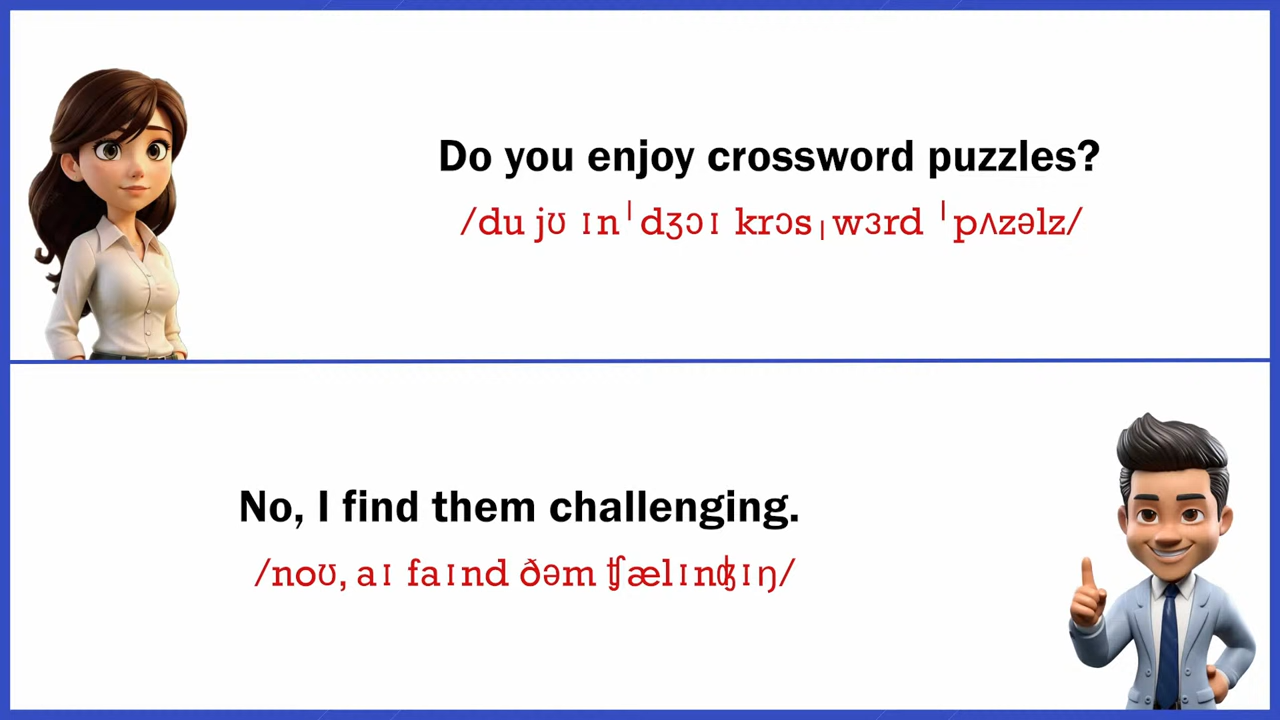 Do you enjoy crossword puzzles?
/du jʊ ɪnˈdʒɔɪ krɔsˌwɜrd ˈpʌzəlz/
No, I find them challenging.
/noʊ, aɪ faɪnd ðəm ʧælɪnʤɪŋ/